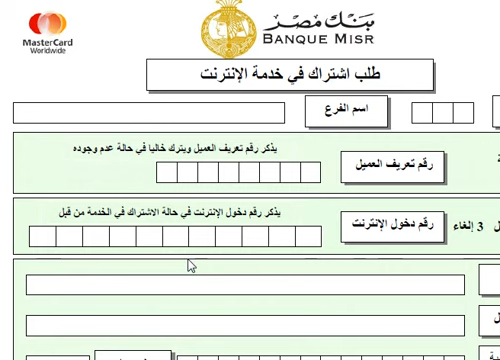 MasterCard
Worldwide
بنك مصر
BANQUE MISR
طلب اشتراك في خدمة الإنترنت
اسم الفرع
يذكر رقم تعريف العميل ويترك خاليا في حالة عدم وجوده
رقم تعريف العميل
يذكر رقم دخول الإنترنت في حالة الاشتراك في الخدمة من قبل
رقم دخول الإنترنت
3 إلغاء